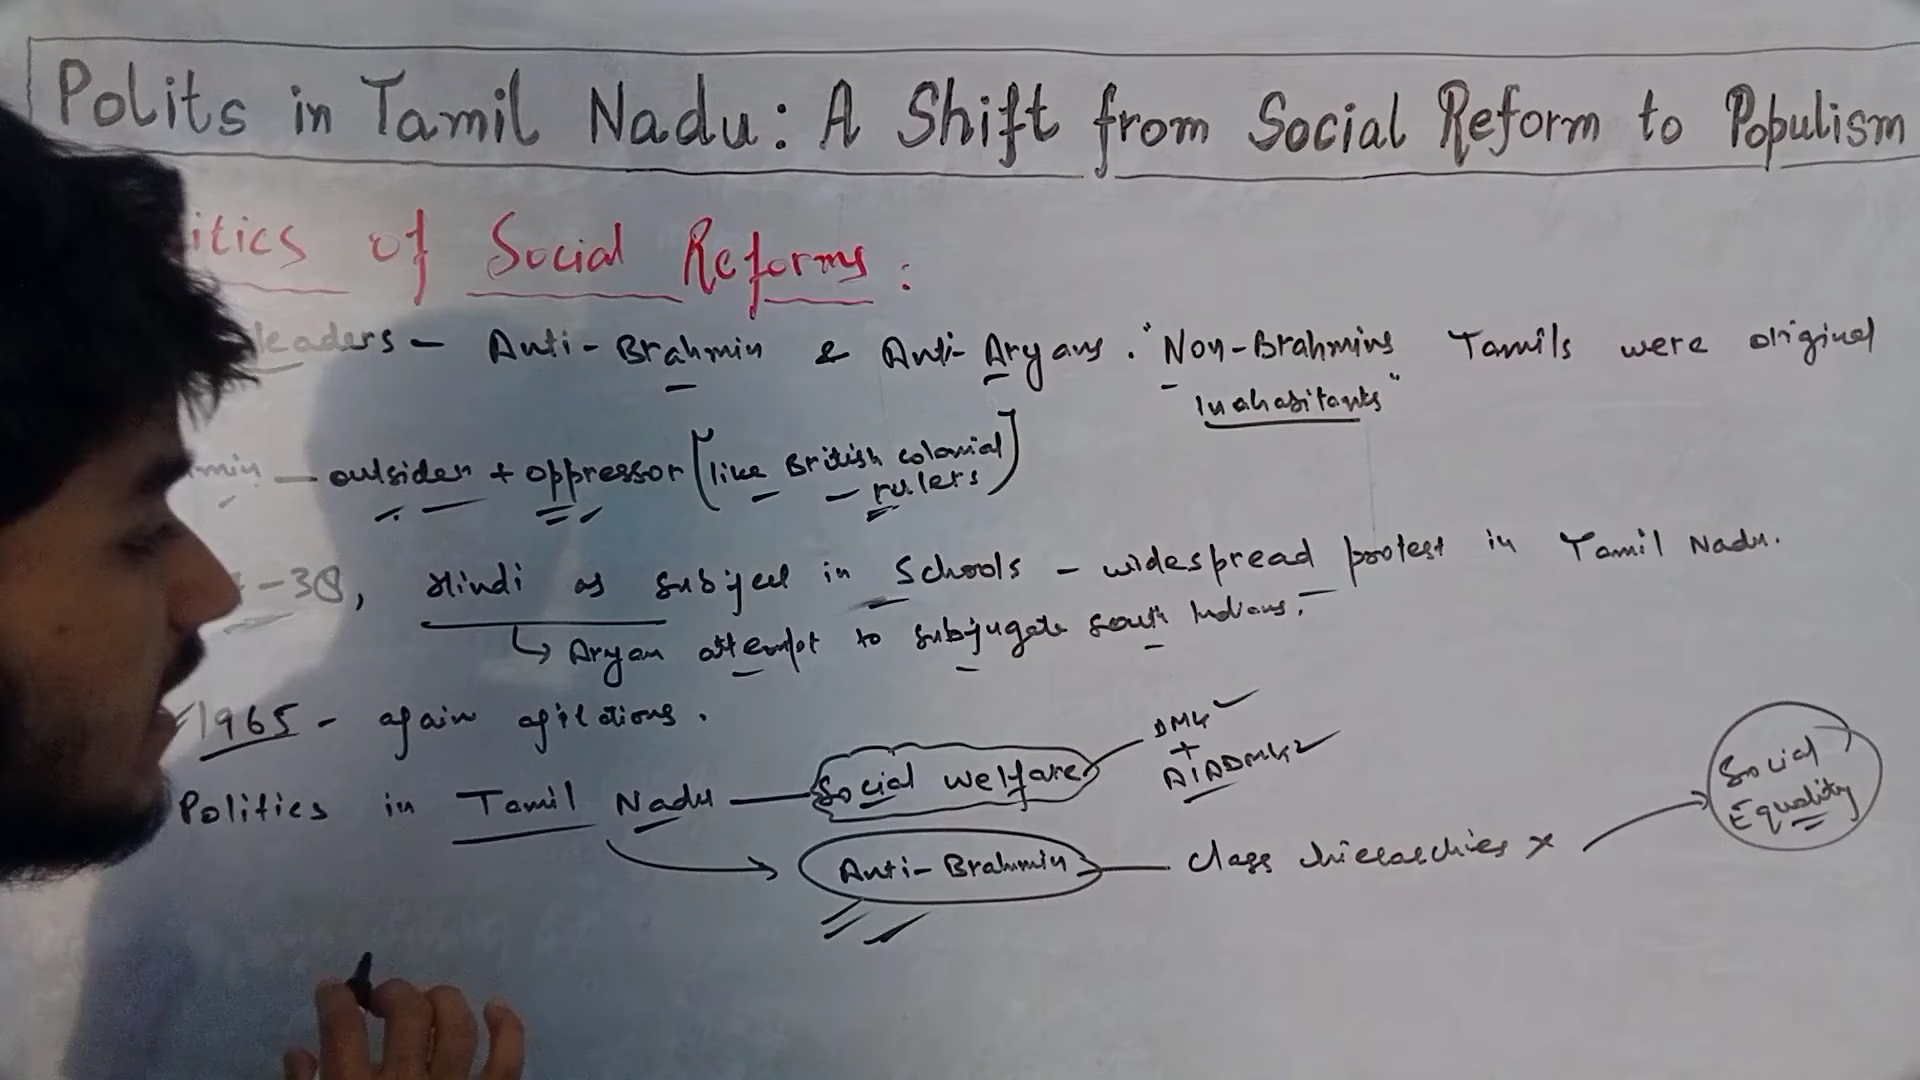 Polits in Tamil Nadu: A Shift from Social Reform to Populism
itics of Social Reforms :
leaders – Anti-Brahmin & Anti-Aryans. "Non-Brahmins Tamils were original
Inahabitants"
min – outsider + oppressor [like British colonial
rulers]
-38, Hindi as subject in Schools – widespread protest in Tamil Nadu.
↳ Aryan attempt to subjugate south Indians.
1965 - again agitations.
DMK ✓
+
AIADMK ✓
Politics in Tamil Nadu — Social welfare
Anti-Brahmin — class hierarchies ×
Social
Equality